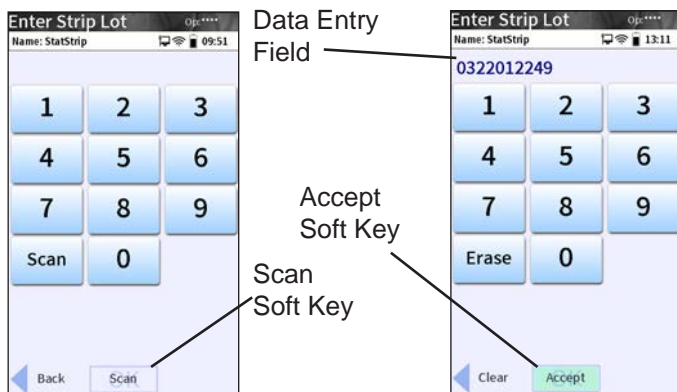 Enter Strip Lot Op:****
Name: StatStrip 09:51
1 2 3
4 5 6
7 8 9
Scan 0
Back Scan
Data Entry
Field
Accept
Soft Key
Scan
Soft Key
Enter Strip Lot Op:****
Name: StatStrip 13:11
0322012249
1 2 3
4 5 6
7 8 9
Erase 0
Clear Accept